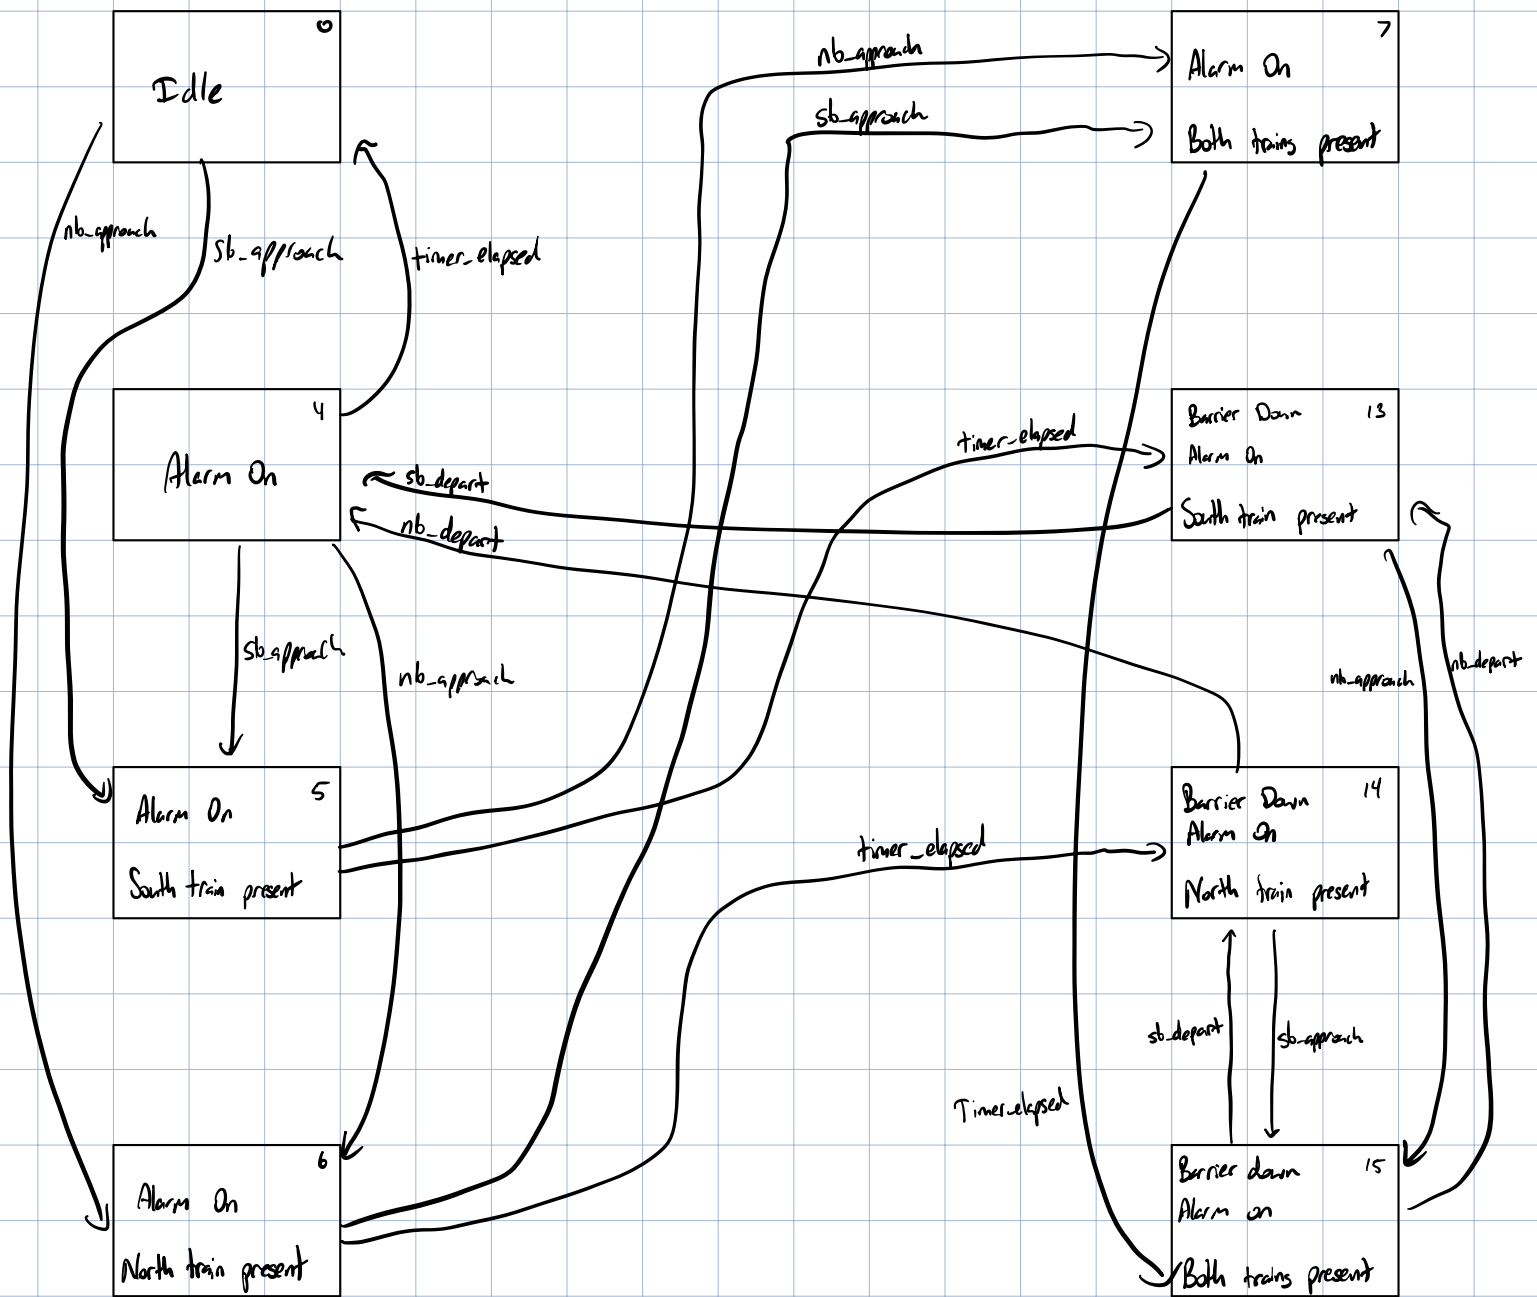 0
Idle
nb_approach
sb_approach
timer_elapsed
4
Alarm On
sb_approach
nb_approach
5
Alarm On
South train present
6
Alarm On
North train present
nb_approach
sb_approach
timer_elapsed
sb_depart
nb_depart
timer_elapsed
Timer_elapsed
7
Alarm On
Both trains present
Barrier Down 13
Alarm On
South train present
nb_approach
nb_depart
Barrier Down 14
Alarm On
North train present
sb_depart
sb_approach
Barrier down 15
Alarm on
Both trains present